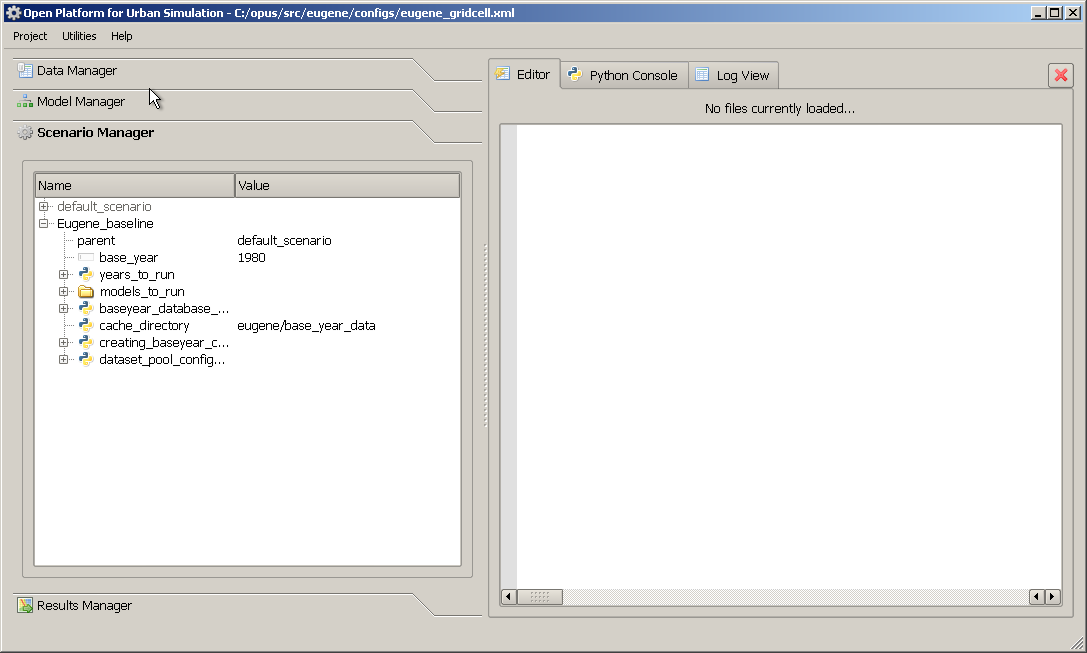 Open Platform for Urban Simulation - C:/opus/src/eugene/configs/eugene_gridcell.xml
Project Utilities Help
Data Manager
Model Manager
Scenario Manager
Name Value
default_scenario
Eugene_baseline
parent default_scenario
base_year 1980
years_to_run
models_to_run
baseyear_database_...
cache_directory eugene/base_year_data
creating_baseyear_c...
dataset_pool_config...
Results Manager
Editor Python Console Log View
No files currently loaded...